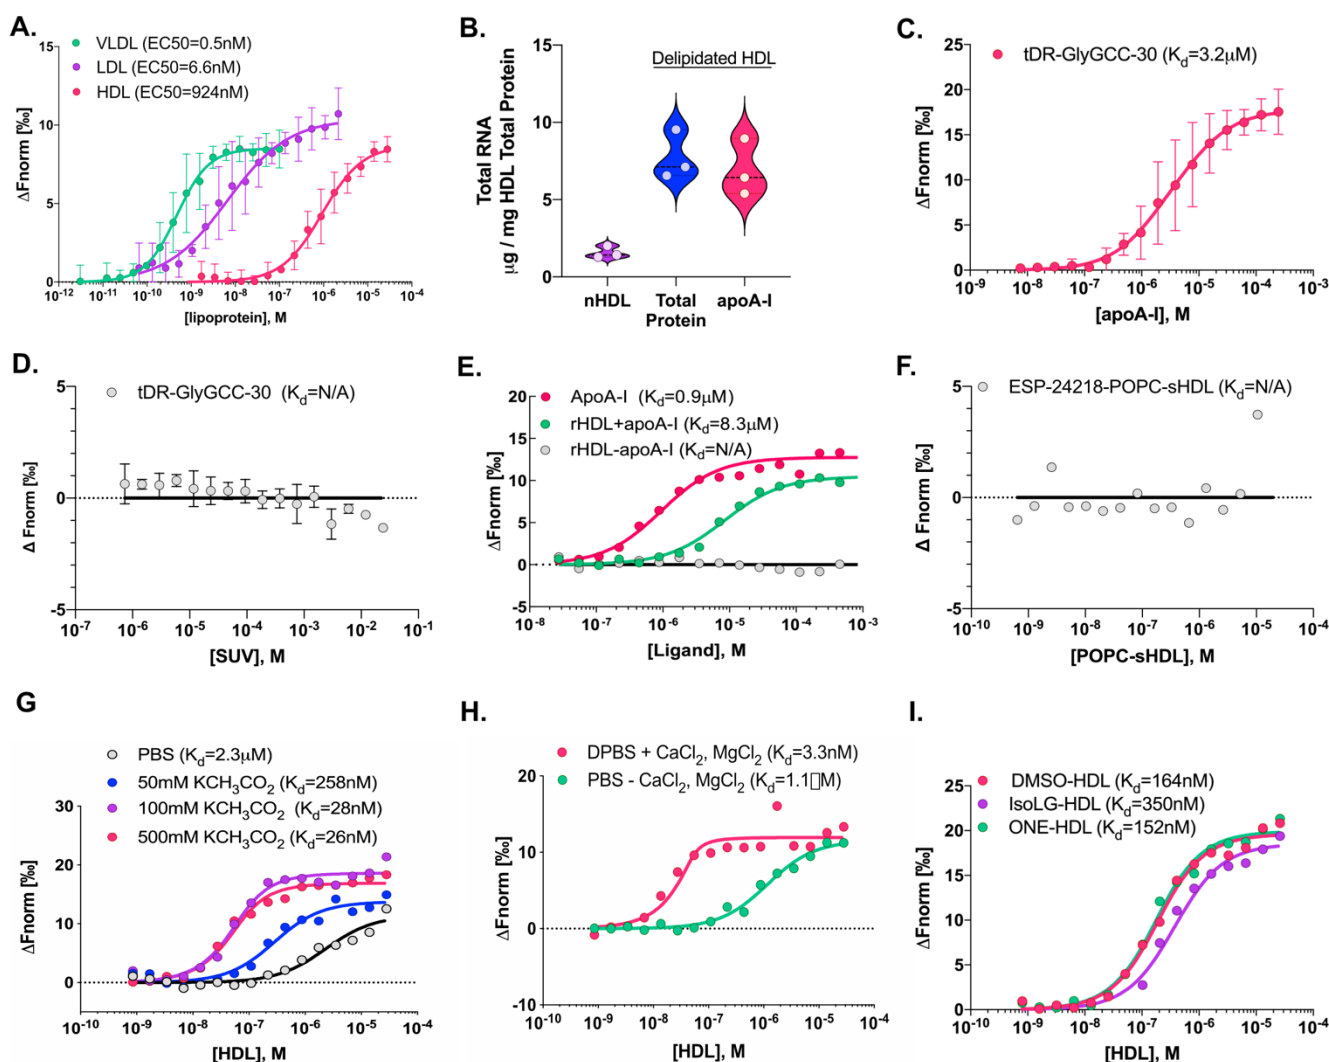 A.
VLDL (EC50=0.5nM)
LDL (EC50=6.6nM)
HDL (EC50=924nM)
ΔFnorm [‰]
15
10
5
0
10-12 10-11 10-10 10-9 10-8 10-7 10-6 10-5 10-4
[lipoprotein], M
B.
Delipidated HDL
Total RNA
µg / mg HDL Total Protein
15
10
5
0
nHDL Total Protein apoA-I
C.
tDR-GlyGCC-30 (Kd=3.2µM)
ΔFnorm [‰]
25
20
15
10
5
0
10-9 10-8 10-7 10-6 10-5 10-4 10-3
[apoA-I], M
D.
tDR-GlyGCC-30 (Kd=N/A)
Δ Fnorm [‰]
5
0
-5
10-7 10-6 10-5 10-4 10-3 10-2 10-1
[SUV], M
E.
ApoA-I (Kd=0.9µM)
rHDL+apoA-I (Kd=8.3µM)
rHDL-apoA-I (Kd=N/A)
ΔFnorm [‰]
20
15
10
5
0
-5
10-8 10-7 10-6 10-5 10-4 10-3
[Ligand], M
F.
ESP-24218-POPC-sHDL (Kd=N/A)
Δ Fnorm [‰]
5
0
-5
10-10 10-9 10-8 10-7 10-6 10-5 10-4
[POPC-sHDL], M
G
PBS (Kd=2.3µM)
50mM KCH3CO2 (Kd=258nM)
100mM KCH3CO2 (Kd=28nM)
500mM KCH3CO2 (Kd=26nM)
ΔFnorm [‰]
30
20
10
0
10-10 10-9 10-8 10-7 10-6 10-5 10-4
[HDL], M
H.
DPBS + CaCl2, MgCl2 (Kd=3.3nM)
PBS - CaCl2, MgCl2 (Kd=1.1▯M)
ΔFnorm [‰]
20
10
0
-10
10-10 10-9 10-8 10-7 10-6 10-5 10-4
[HDL], M
I.
DMSO-HDL (Kd=164nM)
IsoLG-HDL (Kd=350nM)
ONE-HDL (Kd=152nM)
ΔFnorm [‰]
25
20
15
10
5
0
10-10 10-9 10-8 10-7 10-6 10-5 10-4
[HDL], M